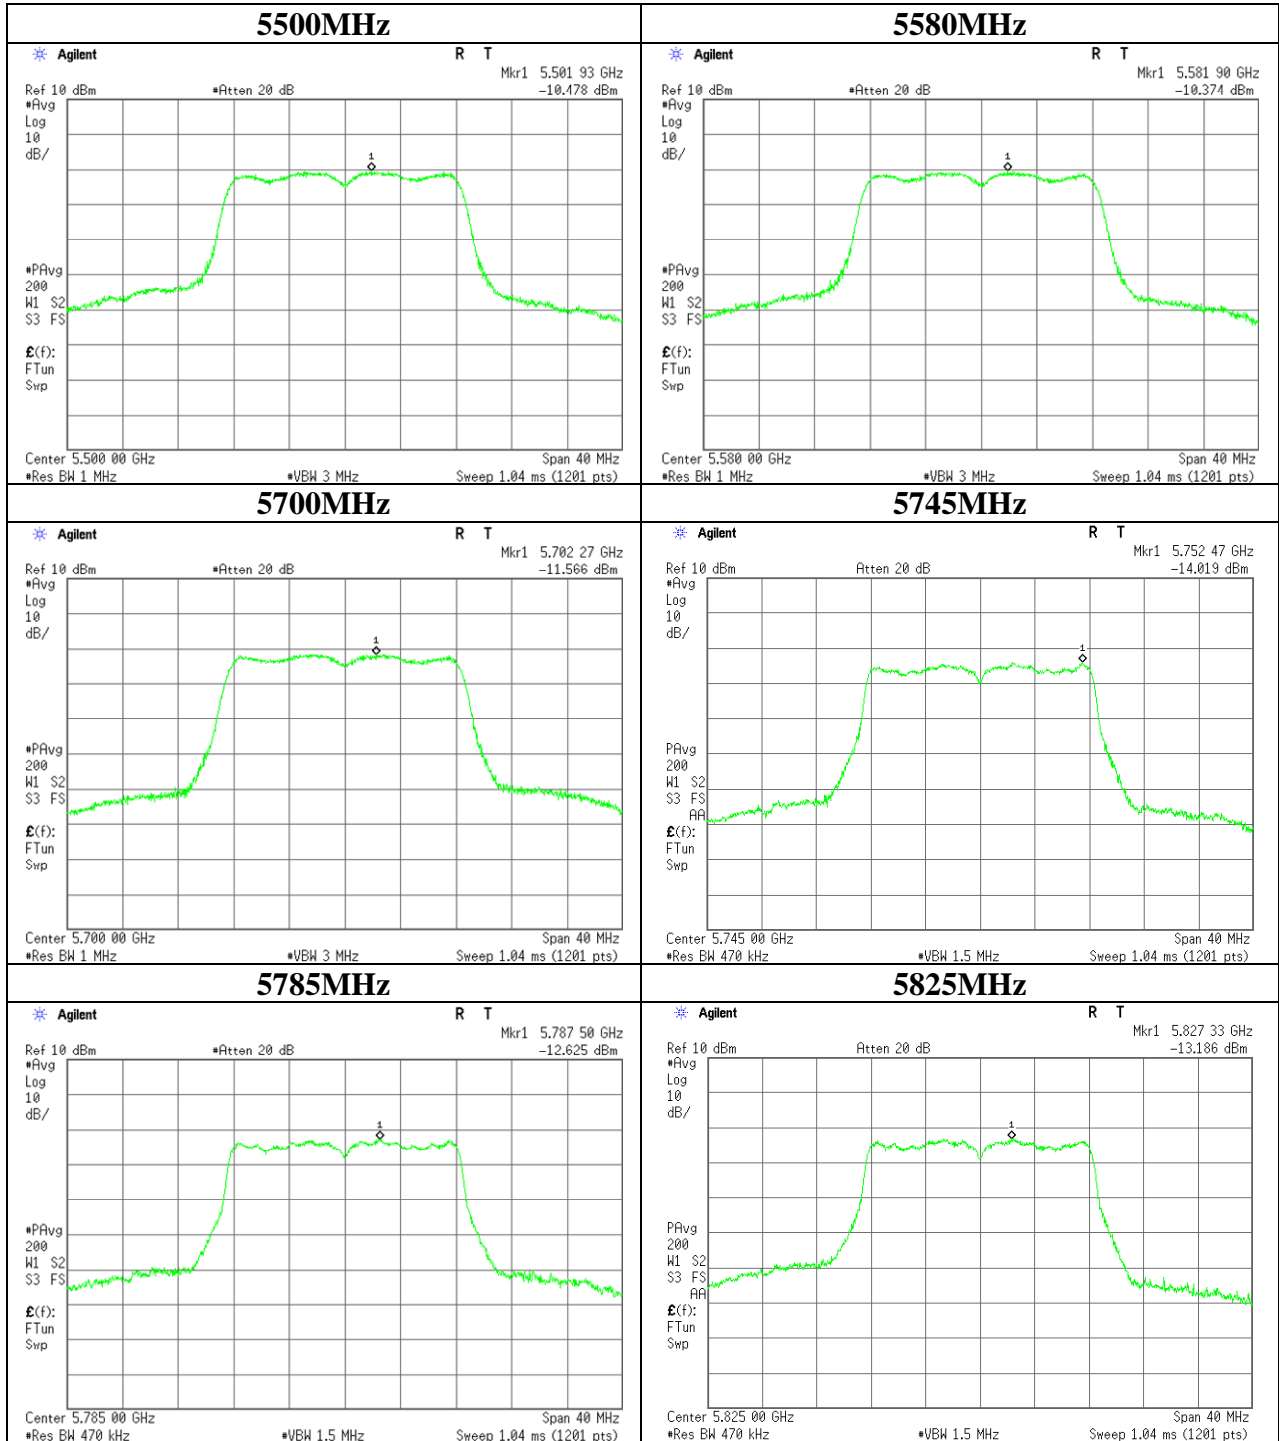 5500MHz
Agilent R T
Mkr1 5.501 93 GHz
Ref 10 dBm #Atten 20 dB -10.478 dBm
#Avg
Log
10
dB/
1
#PAvg
200
W1 S2
S3 FS
£(f):
FTun
Swp
Center 5.500 00 GHz Span 40 MHz
#Res BW 1 MHz #VBW 3 MHz Sweep 1.04 ms (1201 pts)
5580MHz
Agilent R T
Mkr1 5.581 90 GHz
Ref 10 dBm #Atten 20 dB -10.374 dBm
#Avg
Log
10
dB/
1
#PAvg
200
W1 S2
S3 FS
£(f):
FTun
Swp
Center 5.580 00 GHz Span 40 MHz
#Res BW 1 MHz #VBW 3 MHz Sweep 1.04 ms (1201 pts)
5700MHz
Agilent R T
Mkr1 5.702 27 GHz
Ref 10 dBm #Atten 20 dB -11.566 dBm
#Avg
Log
10
dB/
1
#PAvg
200
W1 S2
S3 FS
£(f):
FTun
Swp
Center 5.700 00 GHz Span 40 MHz
#Res BW 1 MHz #VBW 3 MHz Sweep 1.04 ms (1201 pts)
5745MHz
Agilent R T
Mkr1 5.752 47 GHz
Ref 10 dBm Atten 20 dB -14.019 dBm
#Avg
Log
10
dB/
1
PAvg
200
W1 S2
S3 FS
AA
£(f):
FTun
Swp
Center 5.745 00 GHz Span 40 MHz
#Res BW 470 kHz #VBW 1.5 MHz Sweep 1.04 ms (1201 pts)
5785MHz
Agilent R T
Mkr1 5.787 50 GHz
Ref 10 dBm #Atten 20 dB -12.625 dBm
#Avg
Log
10
dB/
1
#PAvg
200
W1 S2
S3 FS
£(f):
FTun
Swp
Center 5.785 00 GHz Span 40 MHz
#Res BW 470 kHz #VBW 1.5 MHz Sweep 1.04 ms (1201 pts)
5825MHz
Agilent R T
Mkr1 5.827 33 GHz
Ref 10 dBm Atten 20 dB -13.186 dBm
#Avg
Log
10
dB/
1
PAvg
200
W1 S2
S3 FS
AA
£(f):
FTun
Swp
Center 5.825 00 GHz Span 40 MHz
#Res BW 470 kHz #VBW 1.5 MHz Sweep 1.04 ms (1201 pts)